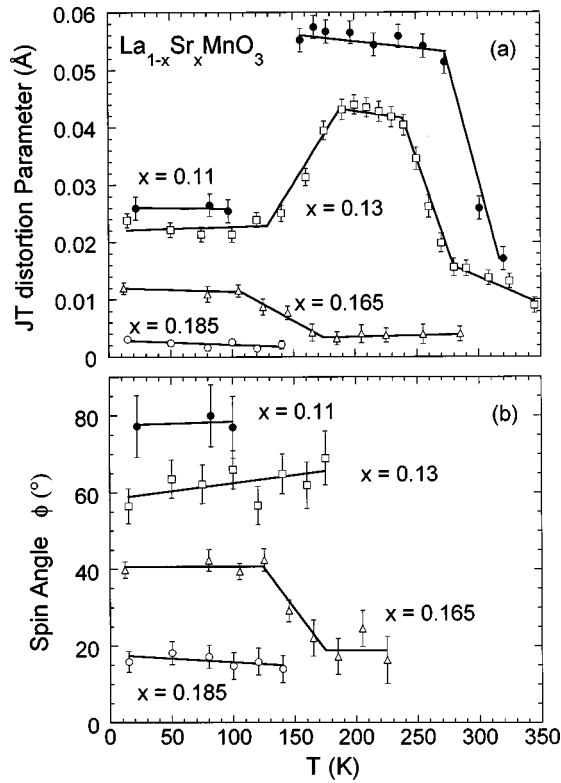 La1-xSrxMnO3
(a)
JT distortion Parameter (Å)
0.06
0.05
0.04
0.03
0.02
0.01
0
x = 0.11
x = 0.13
x = 0.165
x = 0.185
(b)
Spin Angle ϕ (°)
80
60
40
20
0
x = 0.11
x = 0.13
x = 0.165
x = 0.185
0 50 100 150 200 250 300 350
T (K)